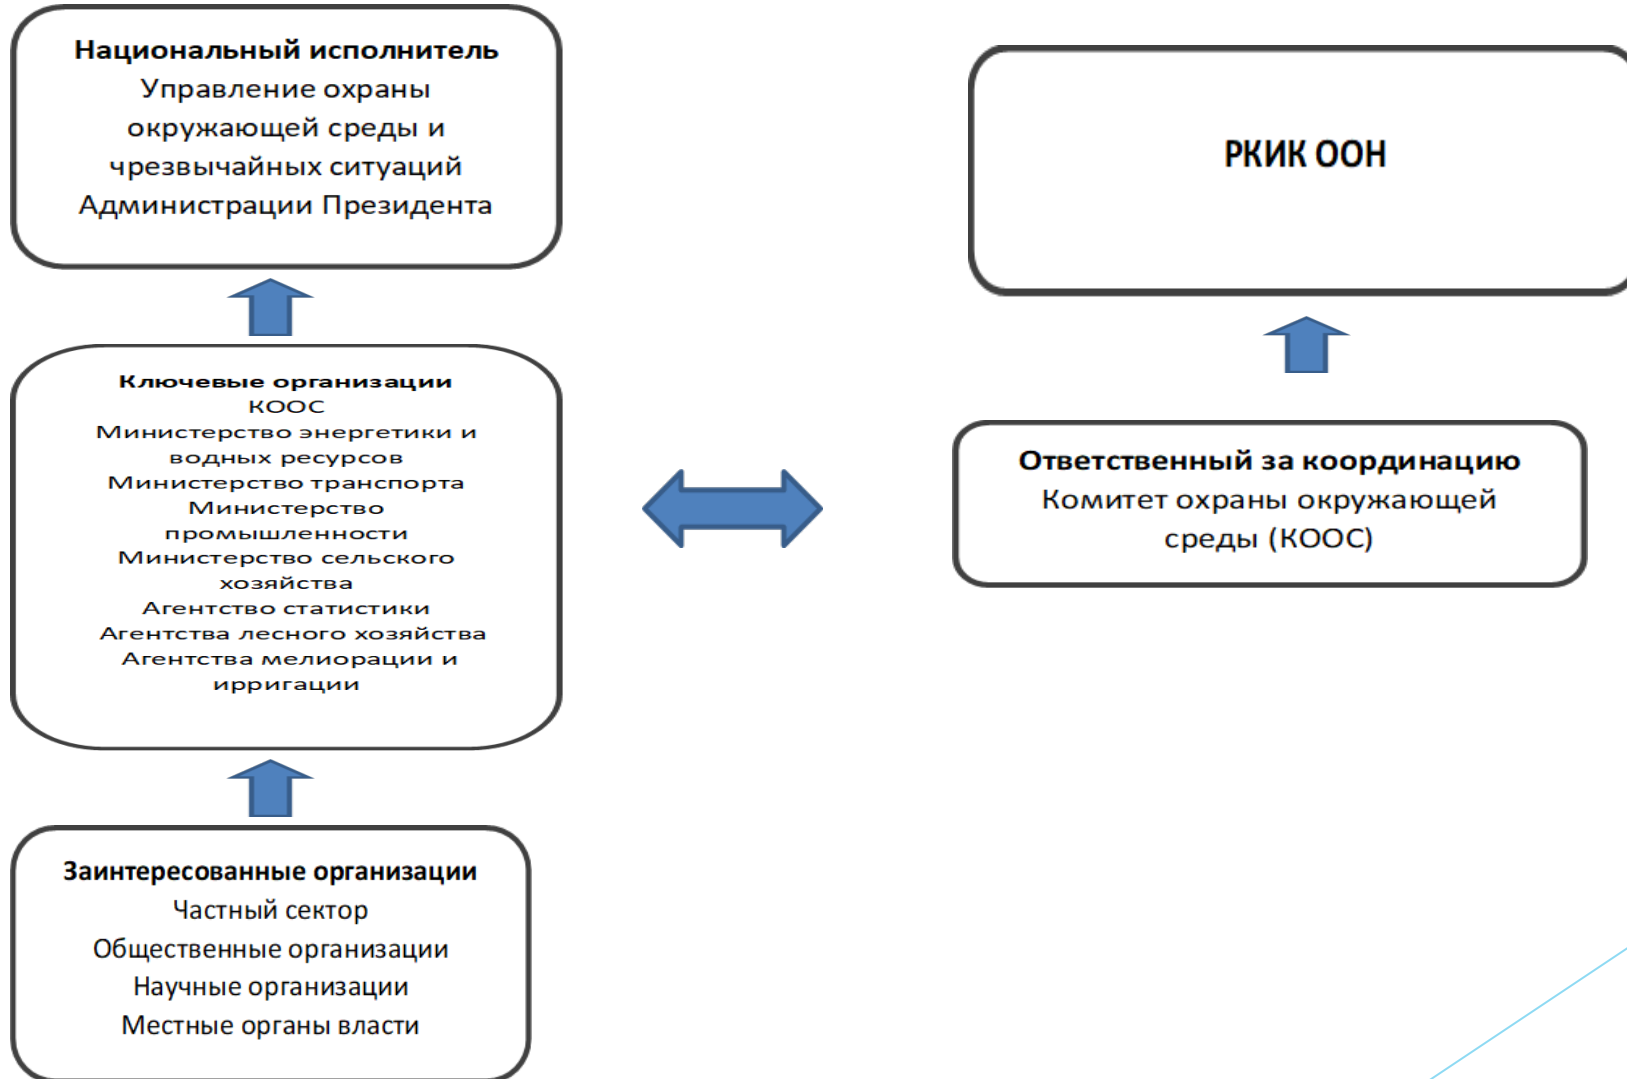 Национальный исполнитель
Управление охраны
окружающей среды и
чрезвычайных ситуаций
Администрации Президента
РКИК ООН
Ключевые организации
КООС
Министерство энергетики и
водных ресурсов
Министерство транспорта
Министерство
промышленности
Министерство сельского
хозяйства
Агентство статистики
Агентства лесного хозяйства
Агентства мелиорации и
ирригации
Ответственный за координацию
Комитет охраны окружающей
среды (КООС)
Заинтересованные организации
Частный сектор
Общественные организации
Научные организации
Местные органы власти